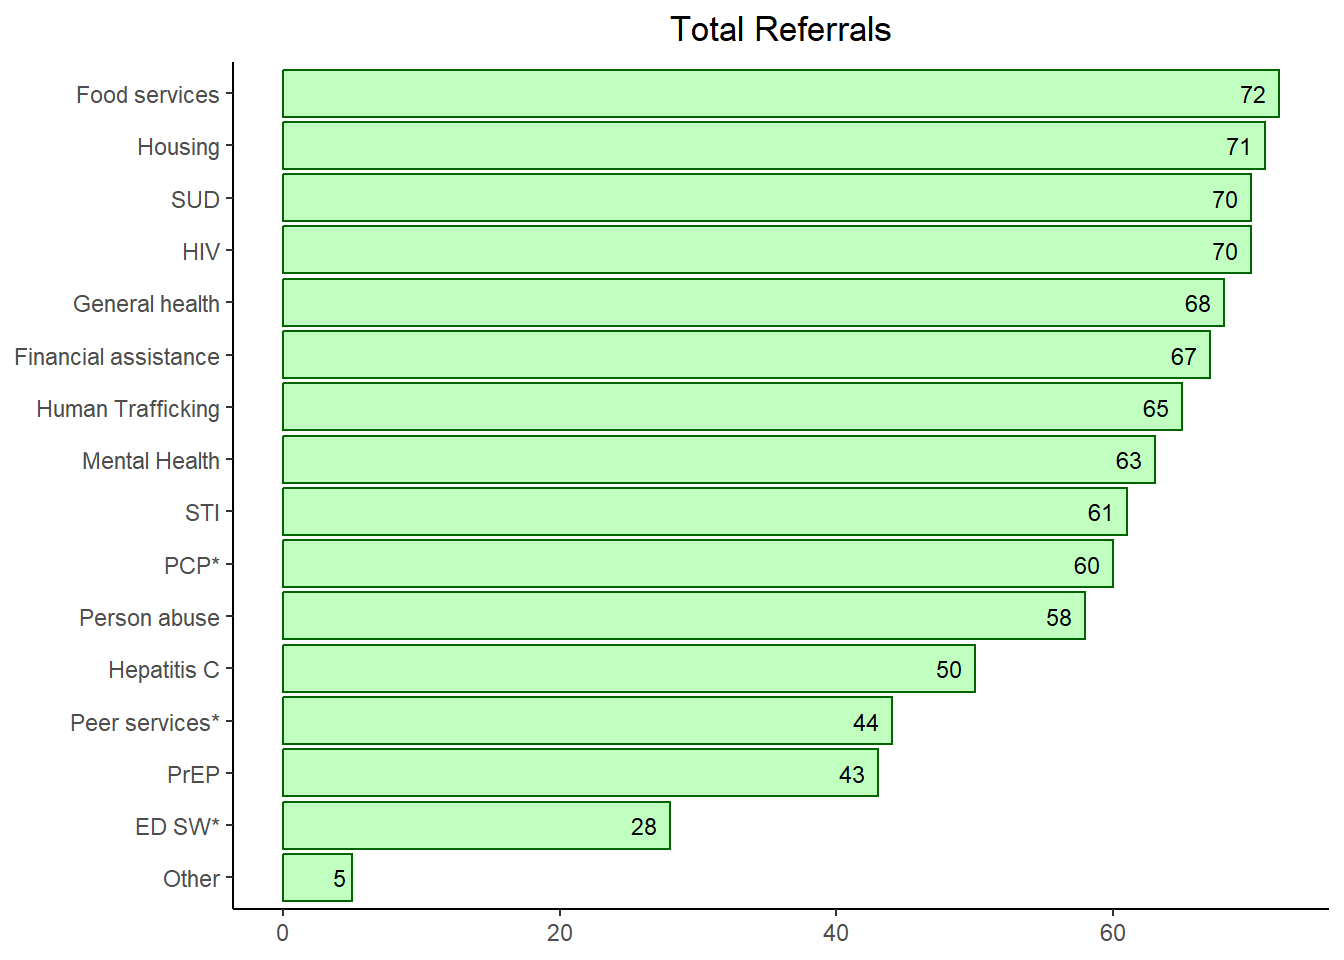 Total Referrals
Food services 72
Housing 71
SUD 70
HIV 70
General health 68
Financial assistance 67
Human Trafficking 65
Mental Health 63
STI 61
PCP* 60
Person abuse 58
Hepatitis C 50
Peer services* 44
PrEP 43
ED SW* 28
Other 5
0 20 40 60